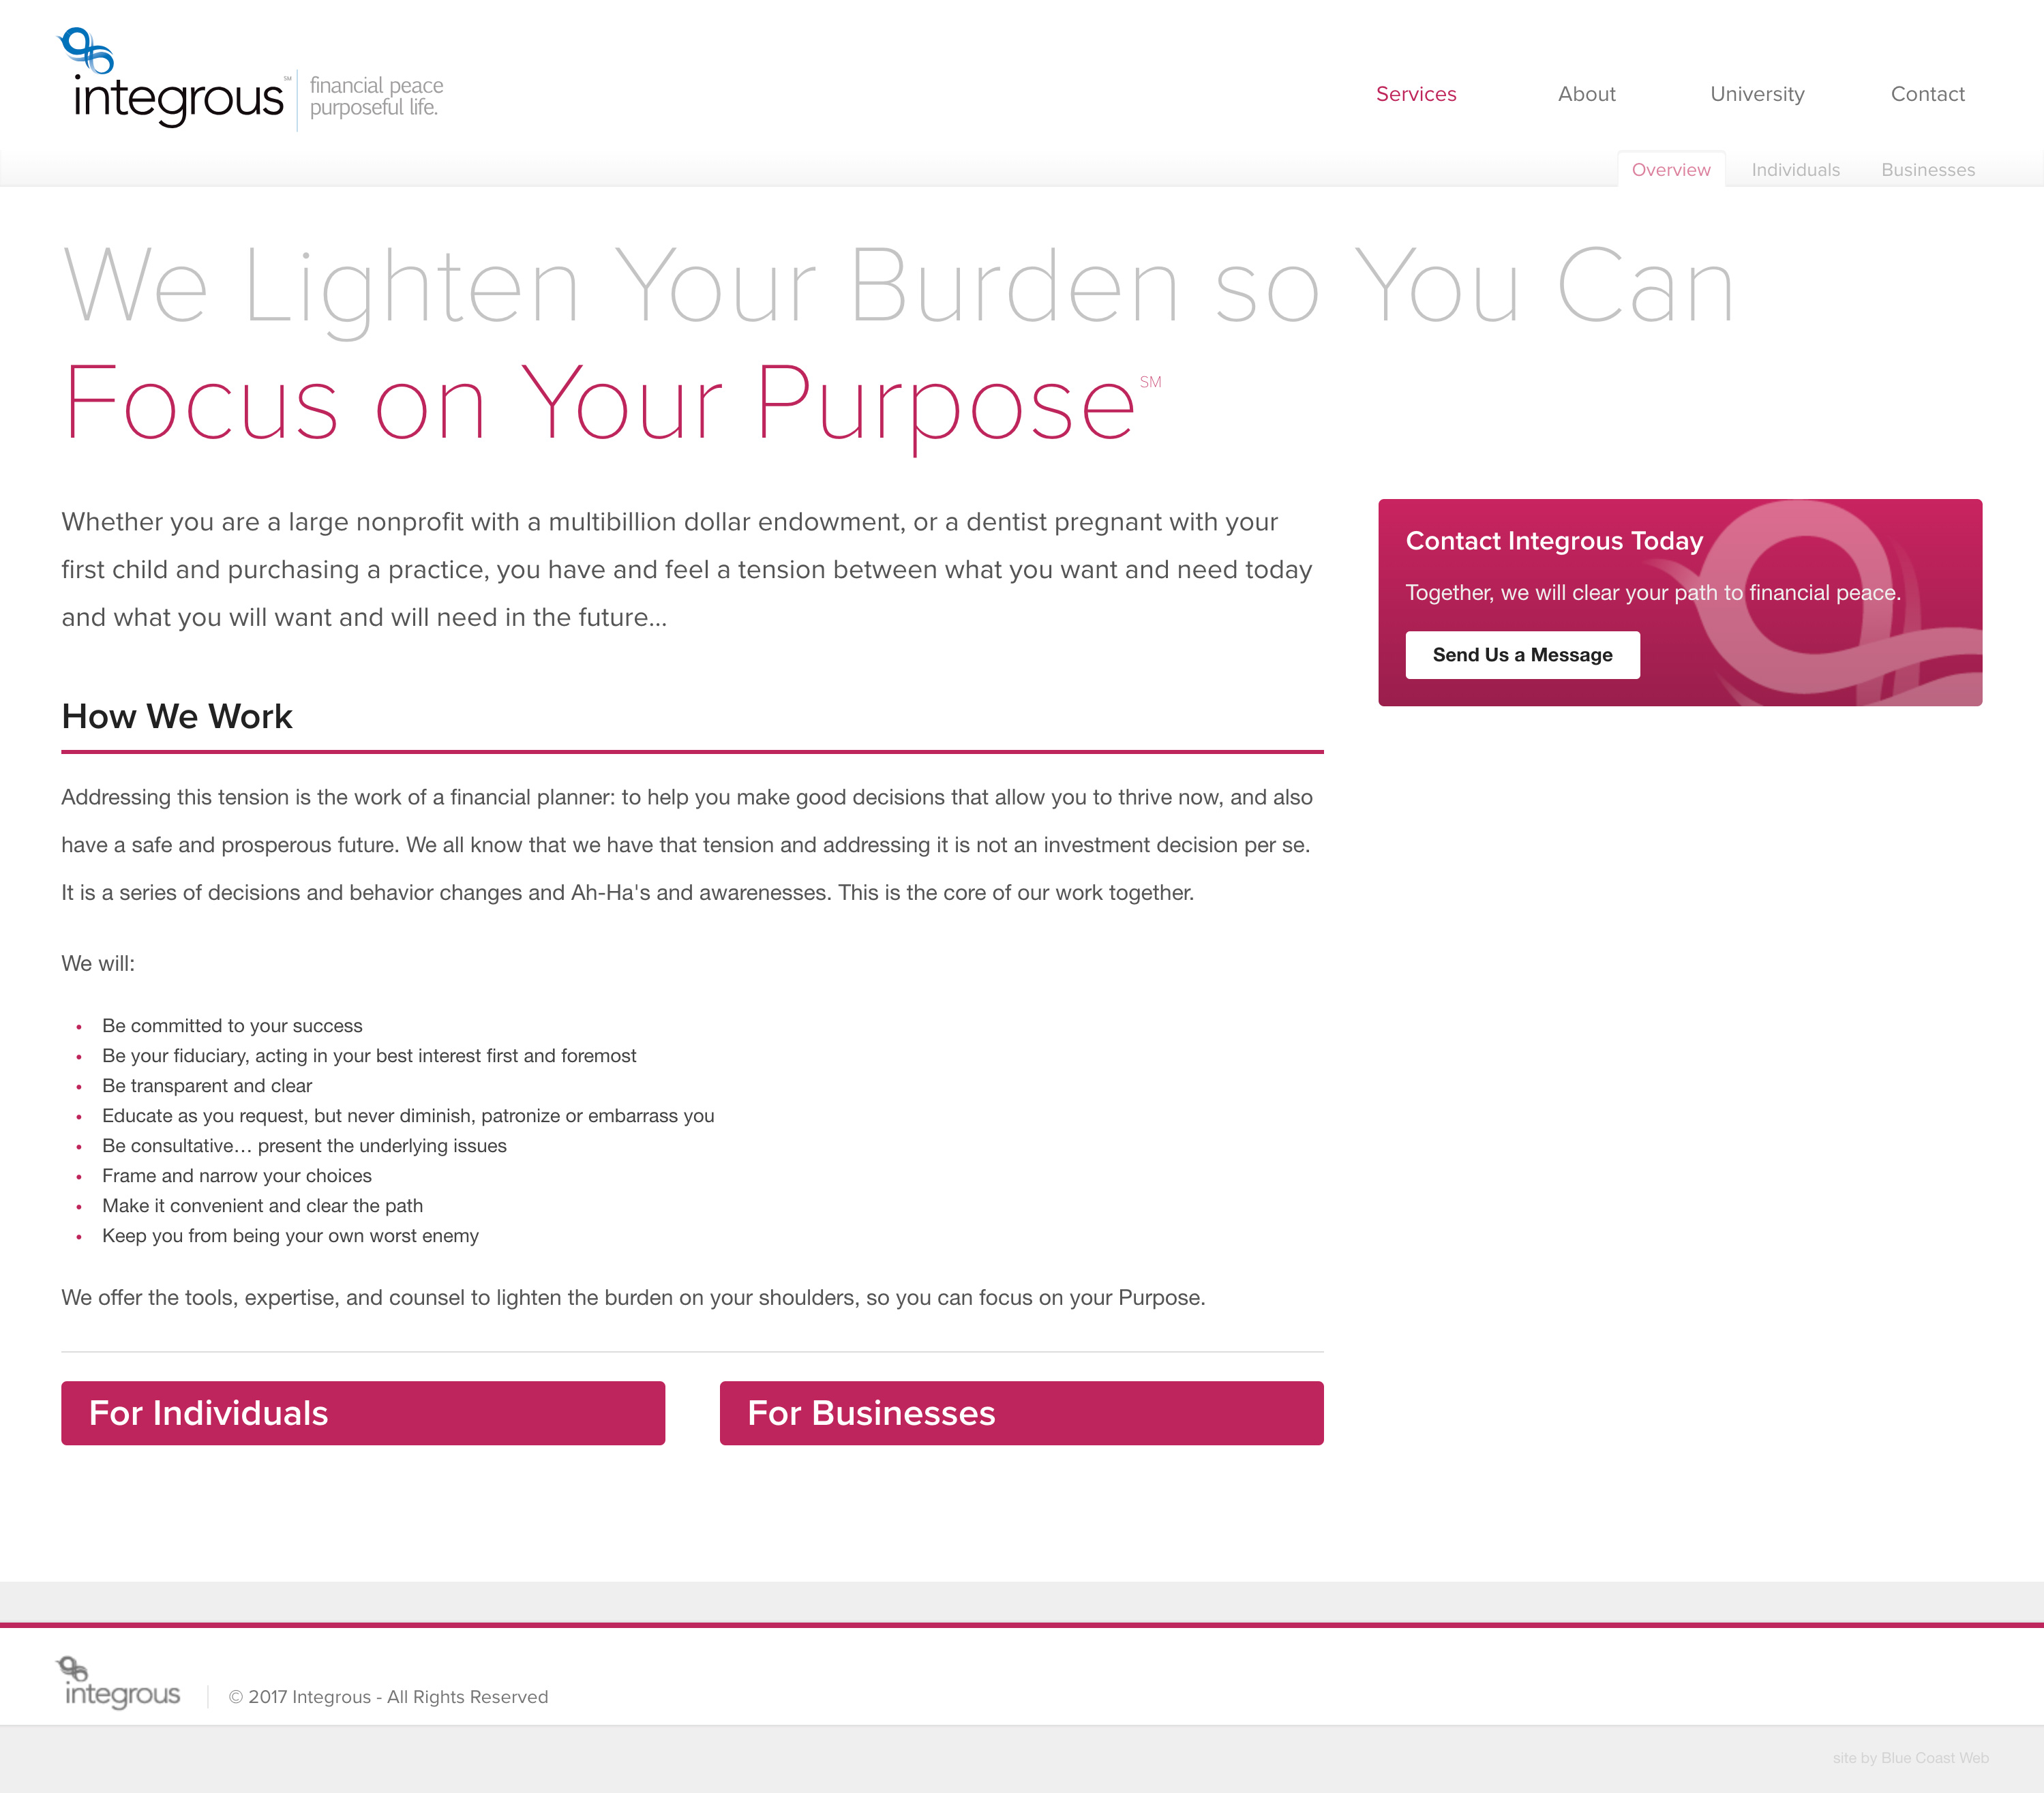 integrous℠
financial peace
purposeful life.
Services About University Contact
Overview Individuals Businesses
We Lighten Your Burden so You Can
Focus on Your Purpose℠
Whether you are a large nonprofit with a multibillion dollar endowment, or a dentist pregnant with your
first child and purchasing a practice, you have and feel a tension between what you want and need today
and what you will want and will need in the future...
Contact Integrous Today
Together, we will clear your path to financial peace.
Send Us a Message
How We Work
Addressing this tension is the work of a financial planner: to help you make good decisions that allow you to thrive now, and also
have a safe and prosperous future. We all know that we have that tension and addressing it is not an investment decision per se.
It is a series of decisions and behavior changes and Ah-Ha's and awarenesses. This is the core of our work together.
We will:
• Be committed to your success
• Be your fiduciary, acting in your best interest first and foremost
• Be transparent and clear
• Educate as you request, but never diminish, patronize or embarrass you
• Be consultative… present the underlying issues
• Frame and narrow your choices
• Make it convenient and clear the path
• Keep you from being your own worst enemy
We offer the tools, expertise, and counsel to lighten the burden on your shoulders, so you can focus on your Purpose.
For Individuals
For Businesses
integrous
© 2017 Integrous - All Rights Reserved
site by Blue Coast Web